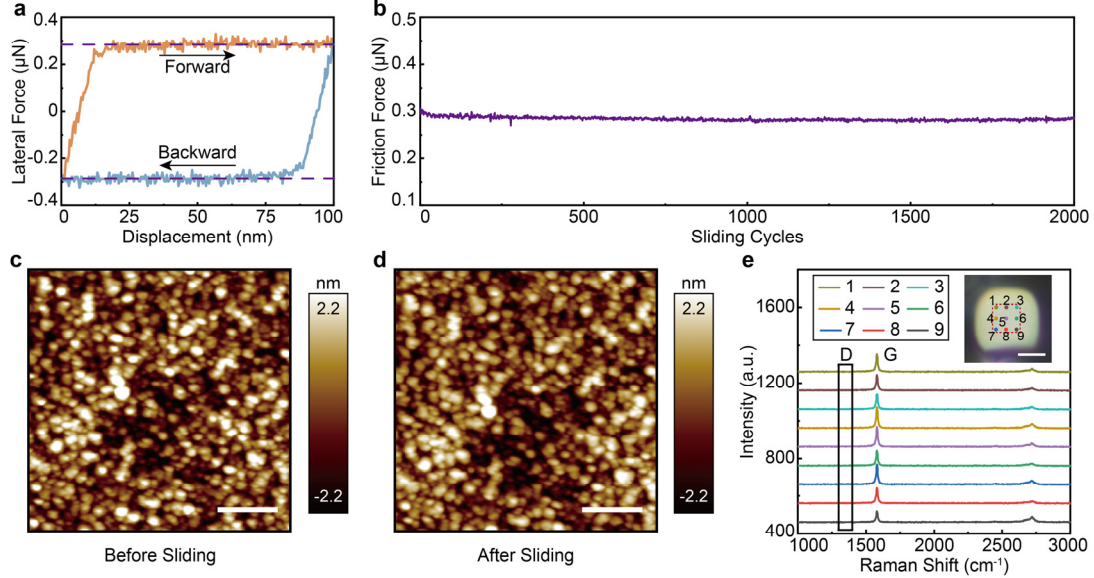 a
0.4
0.2
0
-0.2
-0.4
Lateral Force (µN)
Forward
Backward
0
25
50
75
100
Displacement (nm)
b
0.5
0.4
0.3
0.2
0.1
Friction Force (µN)
0
500
1000
1500
2000
Sliding Cycles
c
nm
2.2
-2.2
Before Sliding
d
nm
2.2
-2.2
After Sliding
e
1 2 3
4 5 6
7 8 9
1 2 3
4 5 6
7 8 9
D G
1600
1200
800
400
Intensity (a.u.)
1000
1500
2000
2500
3000
Raman Shift (cm⁻¹)